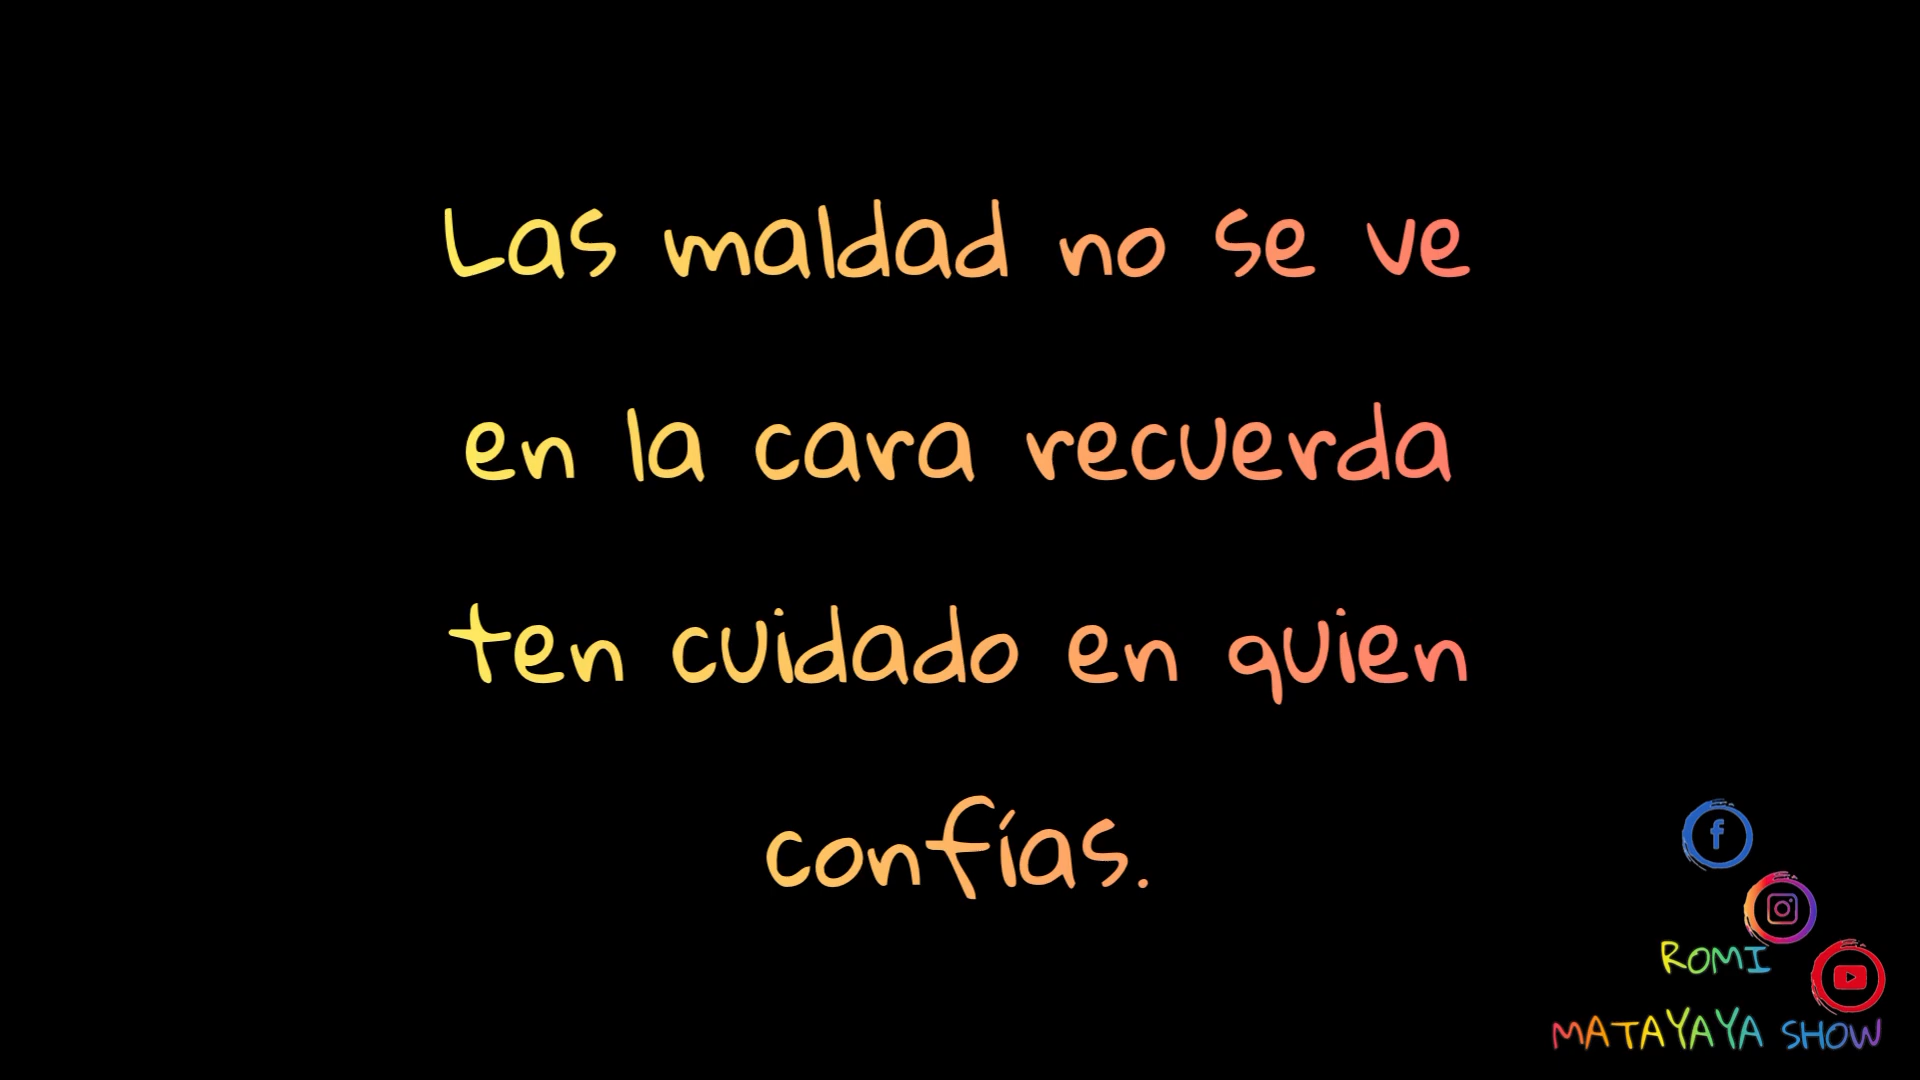 Las maldad no se ve
en la cara recuerda
ten cuidado en quien
confías.
ROMI
MATAYAYA SHOW